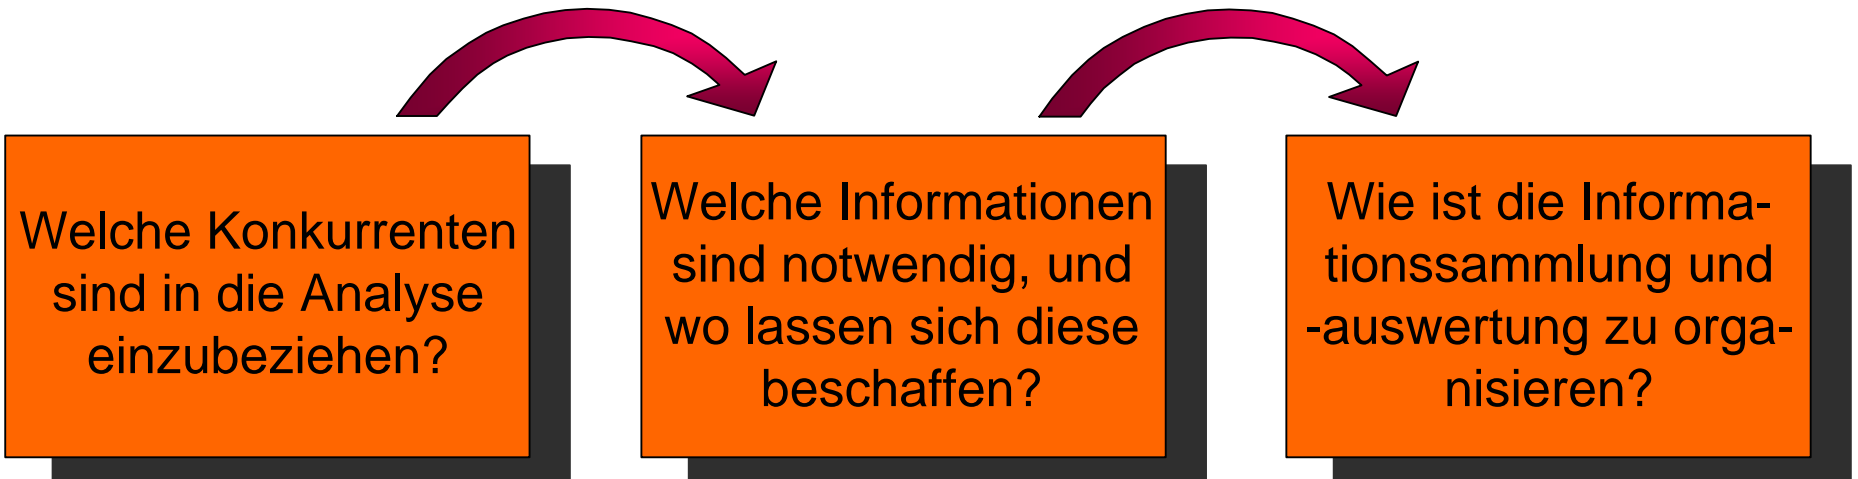 Welche Konkurrenten
sind in die Analyse
einzubeziehen?
Welche Informationen
sind notwendig, und
wo lassen sich diese
beschaffen?
Wie ist die Informa-
tionssammlung und
-auswertung zu orga-
nisieren?